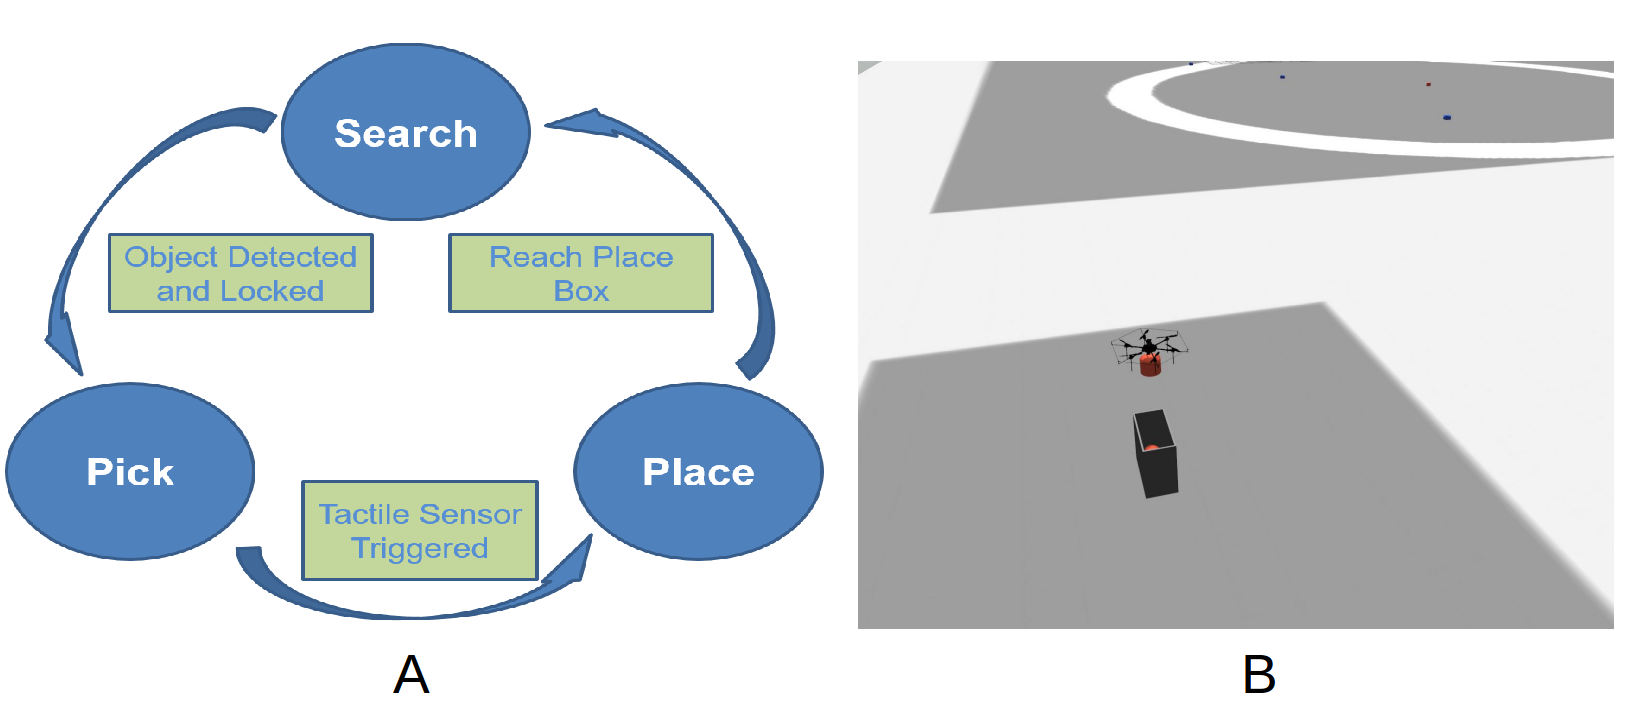 Search
Object Detected
and Locked
Reach Place
Box
Pick
Place
Tactile Sensor
Triggered
A
B